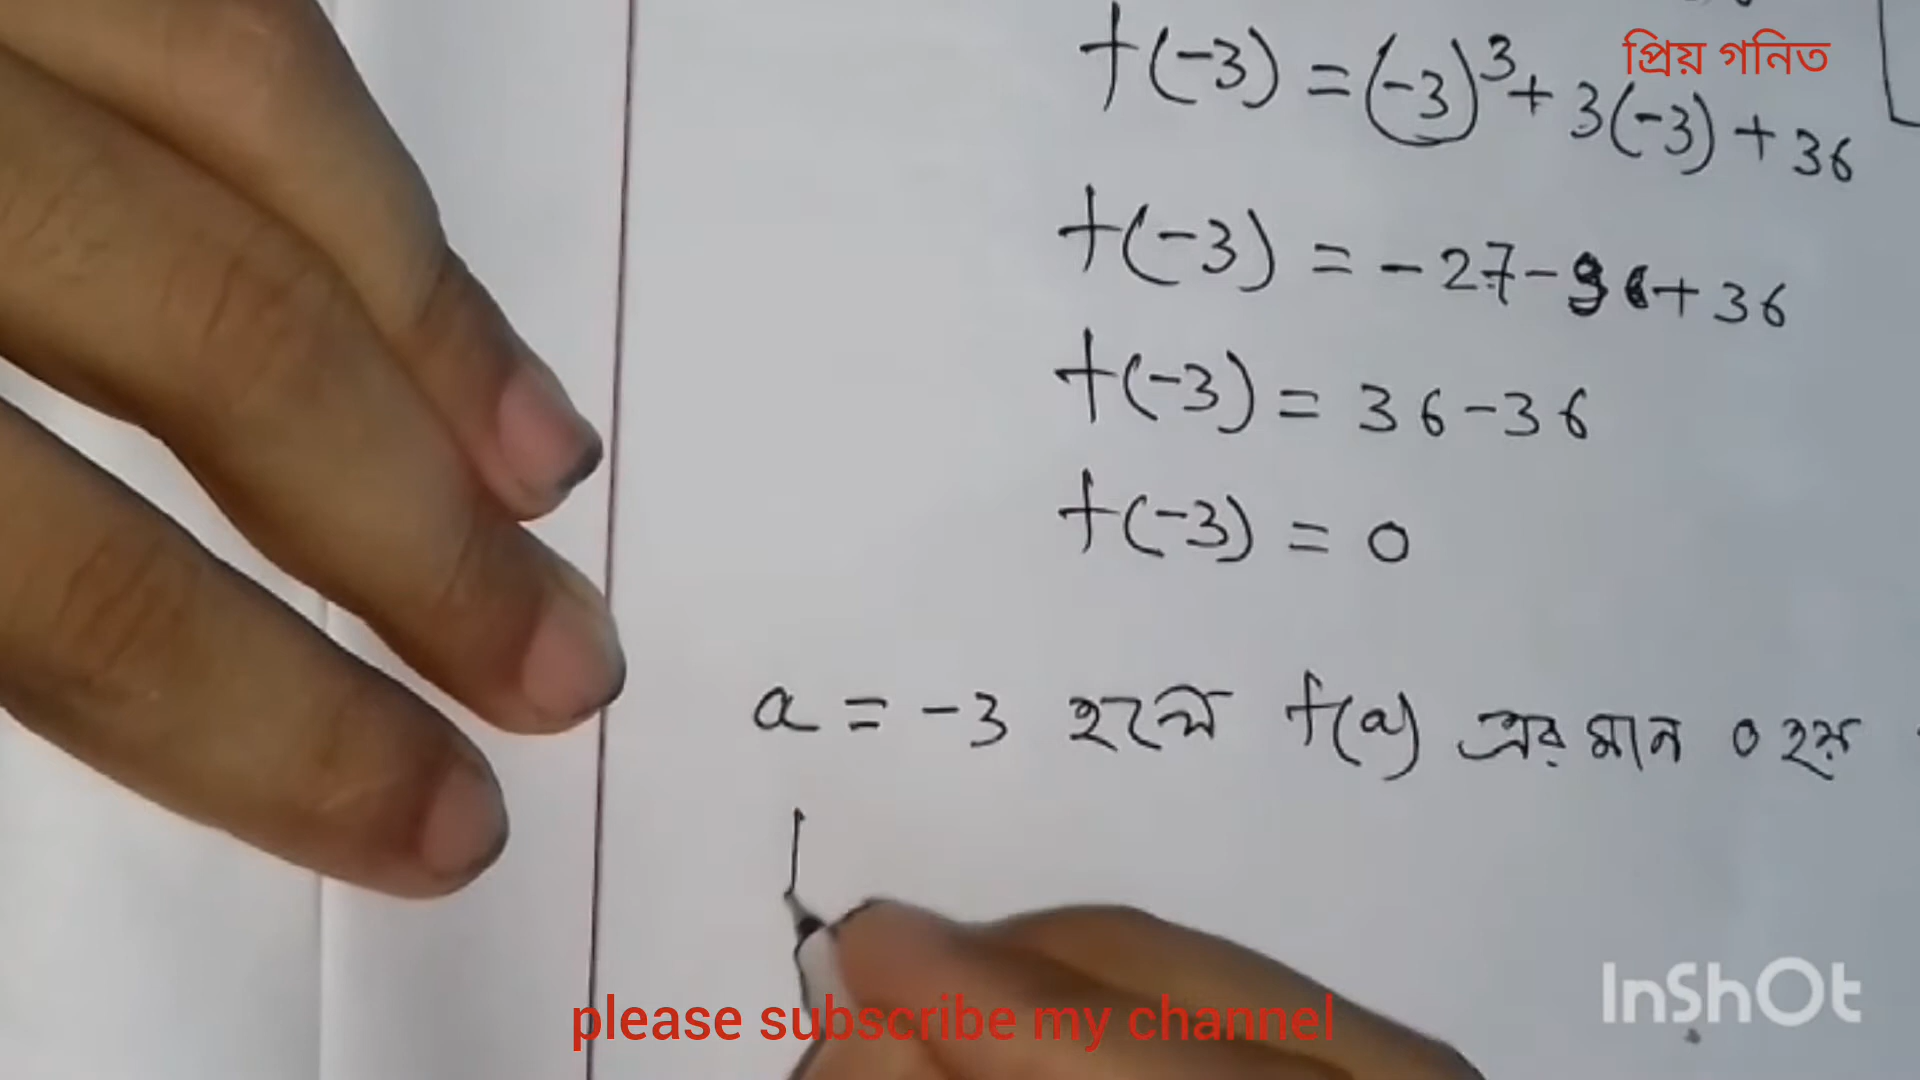 প্রিয় গনিত
f(-3) = (-3)³ + 3(-3) + 36
f(-3) = -27 - 9 + 36
f(-3) = 36 - 36
f(-3) = 0
a = -3 হলে f(a) এর মান 0 হয়
please subscribe my channel
InShOt